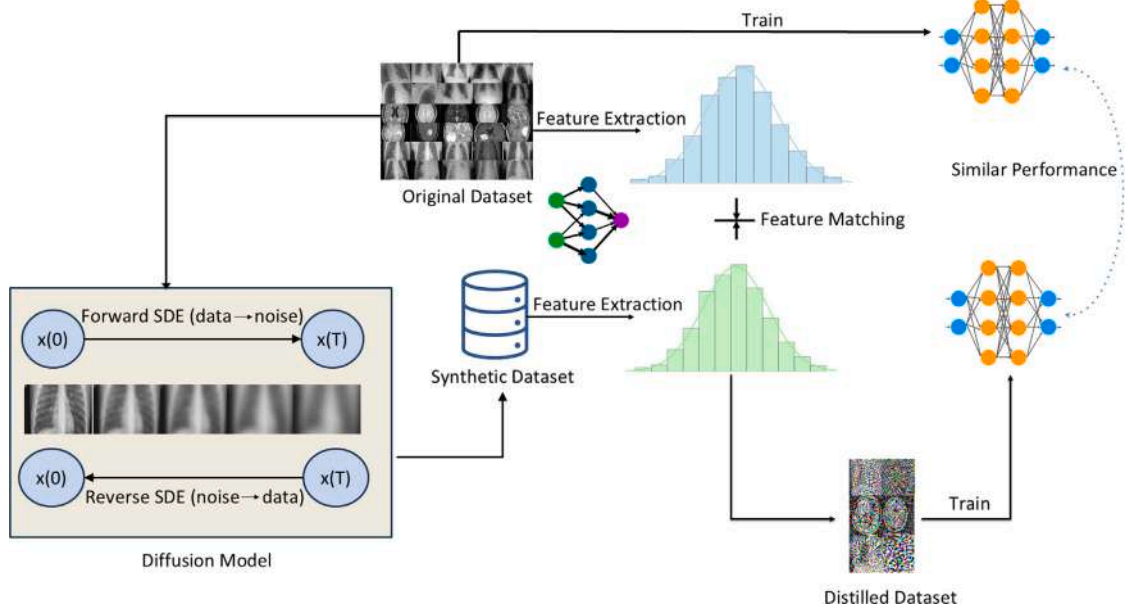 Train
Feature Extraction
Original Dataset
Similar Performance
Feature Matching
Forward SDE (data→noise)
x(0)
x(T)
Feature Extraction
Synthetic Dataset
x(0)
x(T)
Reverse SDE (noise→data)
Train
Diffusion Model
Distilled Dataset